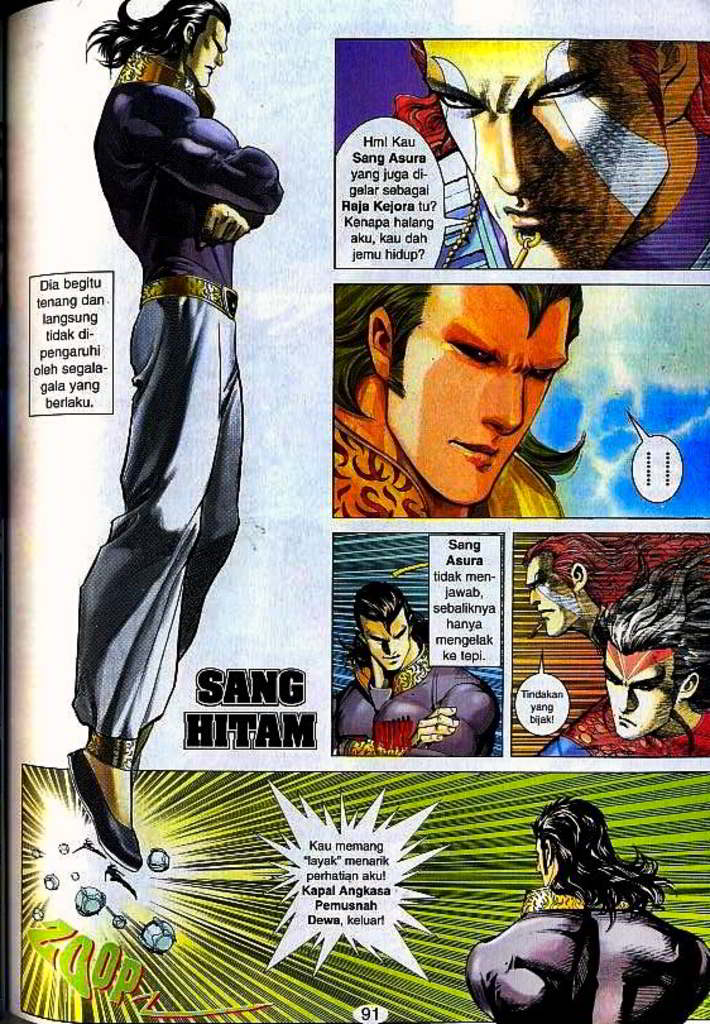 Hm! Kau
Sang Asura
yang juga di-
gelar sebagai
Raja Kejora tu?
Kenapa halang
aku, kau dah
jemu hidup?
Dia begitu
tenang dan
langsung
tidak di-
pengaruhi
oleh segala-
gala yang
berlaku.
SANG
HITAM
Sang
Asura
tidak men-
jawab,
sebaliknya
hanya
mengelak
ke tepi.
Tindakan
yang
bijak!
Kau memang
"layak" menarik
perhatian aku!
Kapal Angkasa
Pemusnah
Dewa, keluar!
ZOOP
91